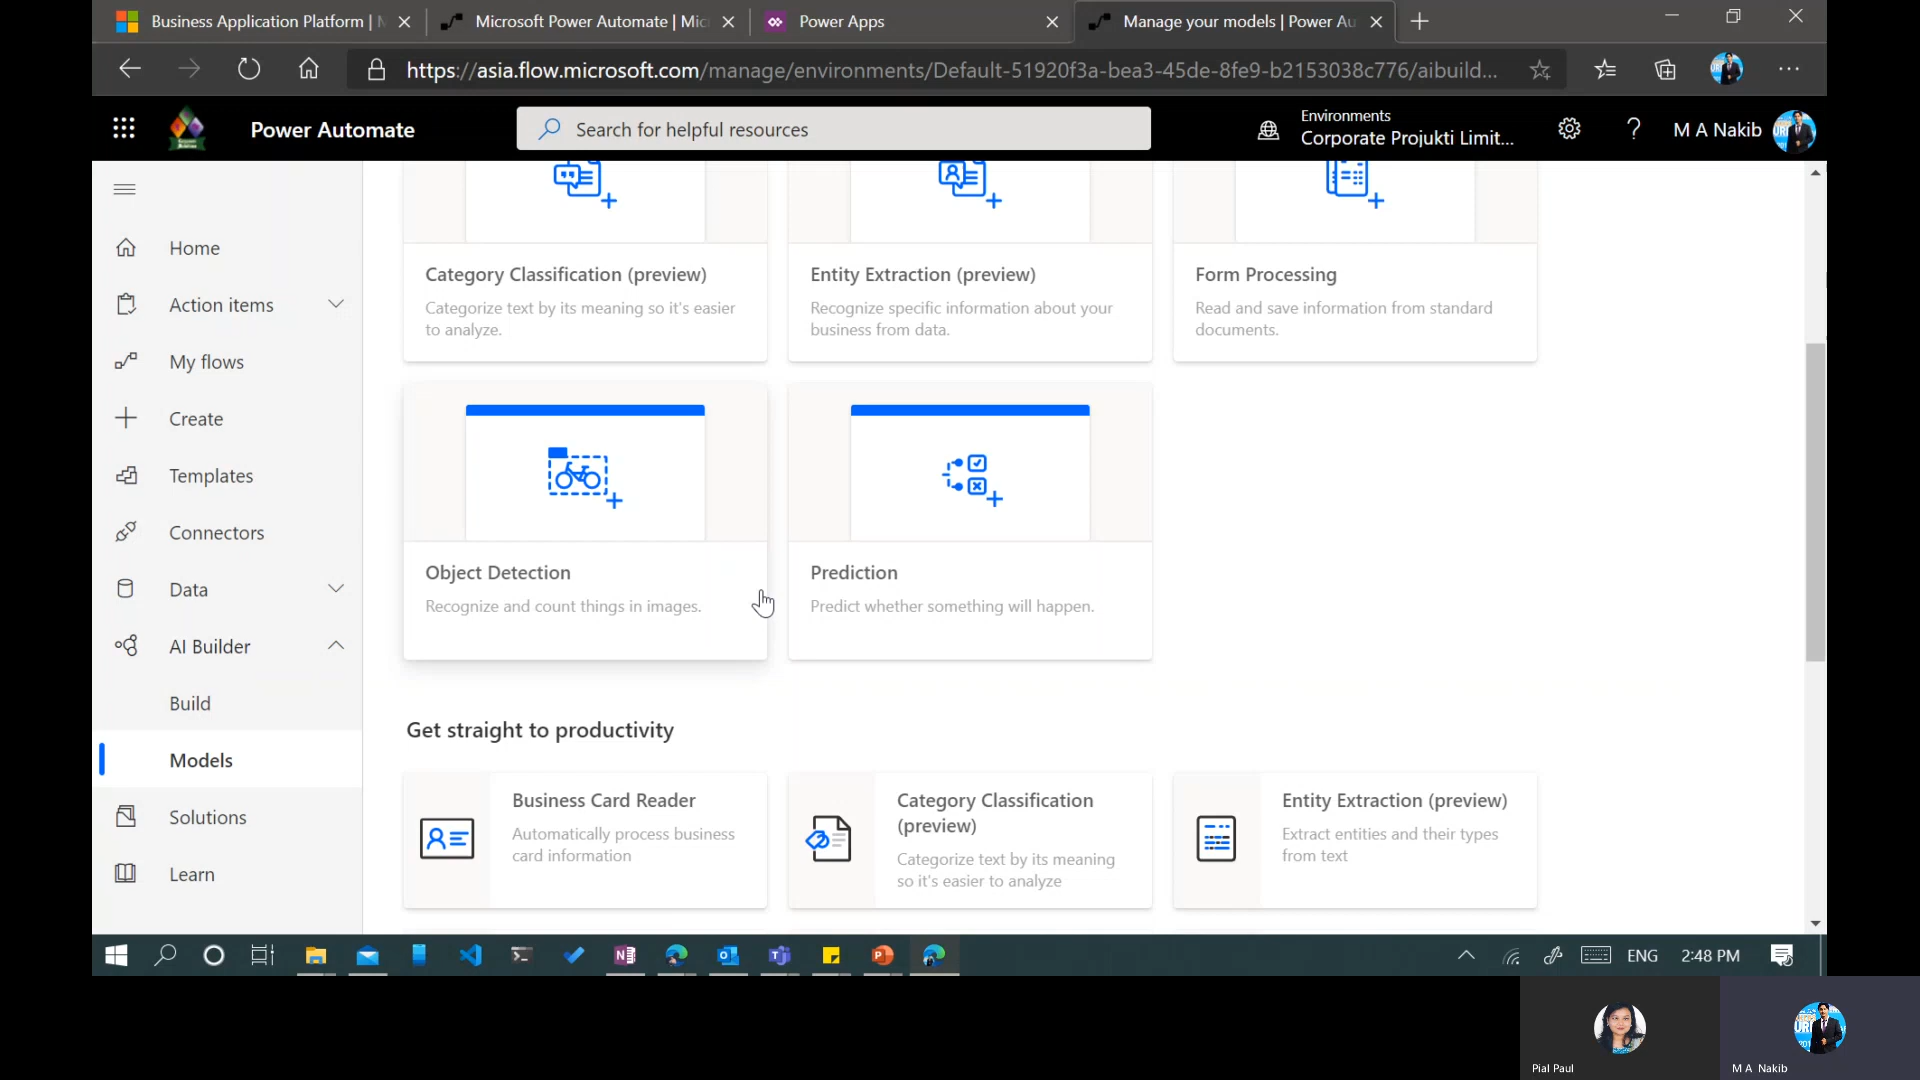 Business Application Platform | M
Microsoft Power Automate | Mic
Power Apps
Manage your models | Power Au
https://asia.flow.microsoft.com/manage/environments/Default-51920f3a-bea3-45de-8fe9-b2153038c776/aibuild...
Power Automate
Search for helpful resources
Environments
Corporate Projukti Limit...
?
M A Nakib
Home
Action items
My flows
Create
Templates
Connectors
Data
AI Builder
Build
Models
Solutions
Learn
Category Classification (preview)
Categorize text by its meaning so it's easier
to analyze.
Entity Extraction (preview)
Recognize specific information about your
business from data.
Form Processing
Read and save information from standard
documents.
Object Detection
Recognize and count things in images.
Prediction
Predict whether something will happen.
Get straight to productivity
Business Card Reader
Automatically process business
card information
Category Classification
(preview)
Categorize text by its meaning
so it's easier to analyze
Entity Extraction (preview)
Extract entities and their types
from text
ENG
2:48 PM
Pial Paul
M A Nakib